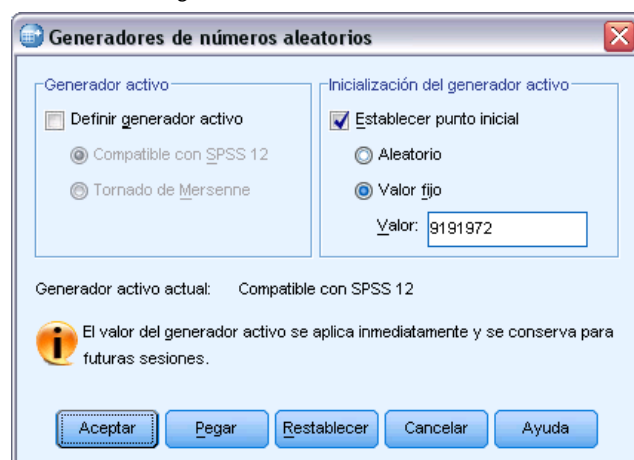 Generadores de números aleatorios
Generador activo
Definir generador activo
Compatible con SPSS 12
Tornado de Mersenne
Inicialización del generador activo
Establecer punto inicial
Aleatorio
Valor fijo
Valor: 9191972
Generador activo actual: Compatible con SPSS 12
El valor del generador activo se aplica inmediatamente y se conserva para
futuras sesiones.
Aceptar Pegar Restablecer Cancelar Ayuda